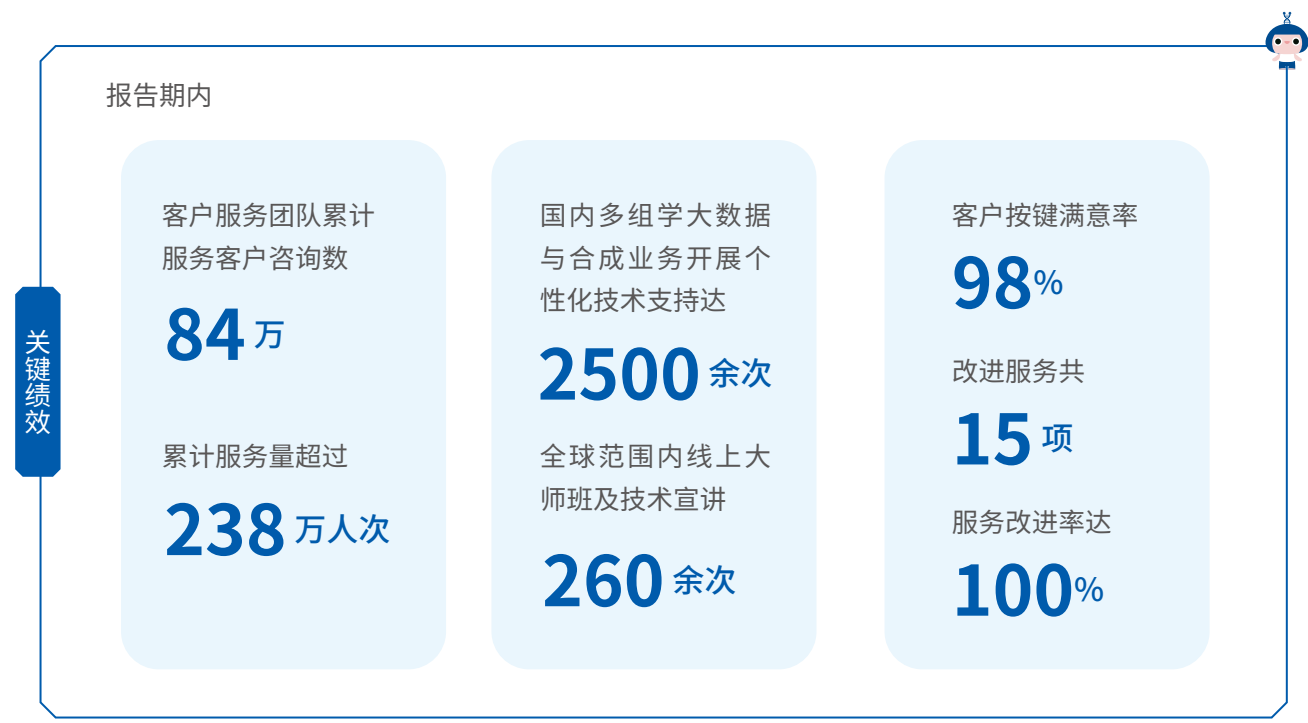 报告期内
关键绩效
客户服务团队累计
服务客户咨询数
84 万
累计服务量超过
238 万人次
国内多组学大数据
与合成业务开展个
性化技术支持达
2500 余次
全球范围内线上大
师班及技术宣讲
260 余次
客户按键满意率
98%
改进服务共
15 项
服务改进率达
100%